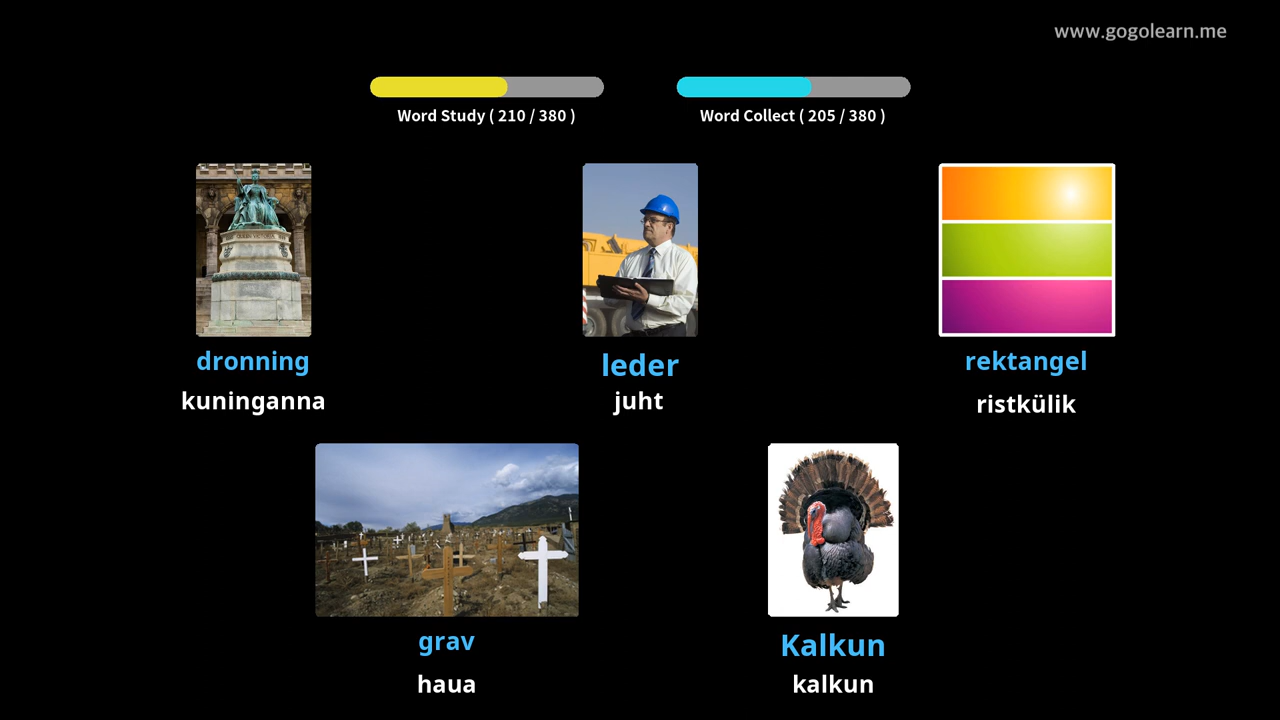 www.gogolearn.me
Word Study ( 210 / 380 )
Word Collect ( 205 / 380 )
dronning
kuninganna
leder
juht
rektangel
ristkülik
grav
haua
Kalkun
kalkun